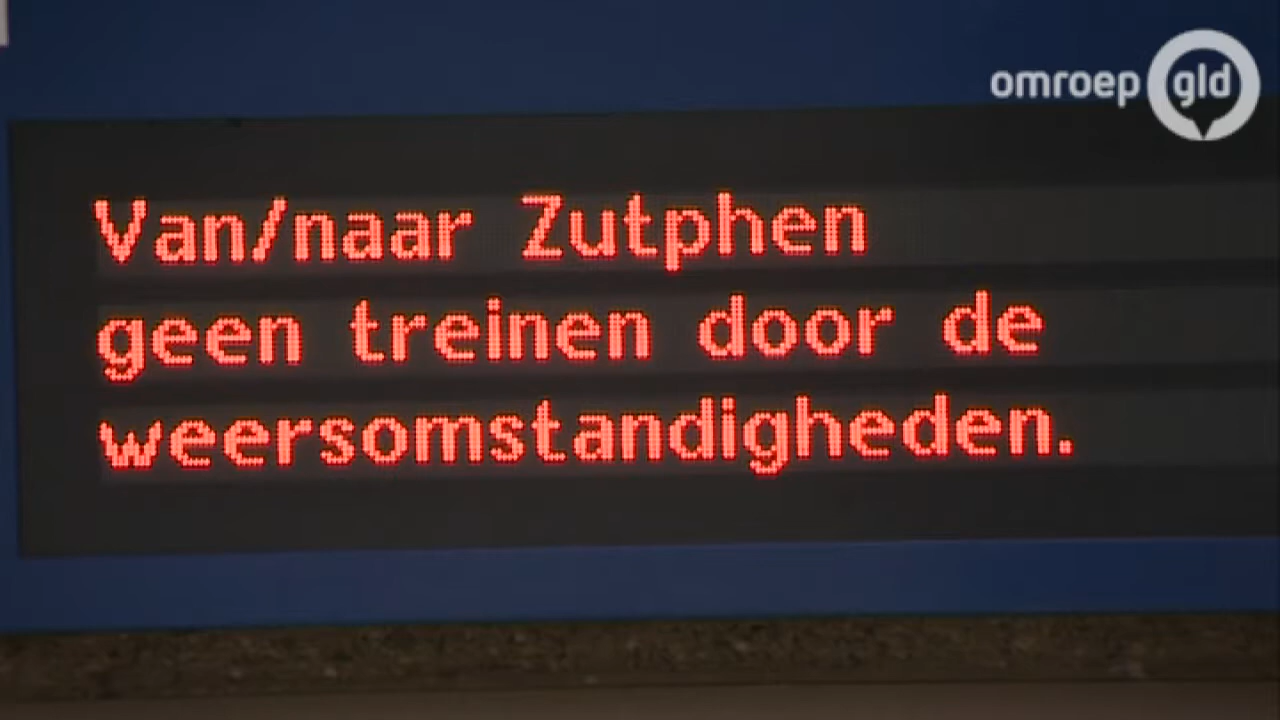 omroep gld
Van/naar Zutphen
geen treinen door de
weersomstandigheden.